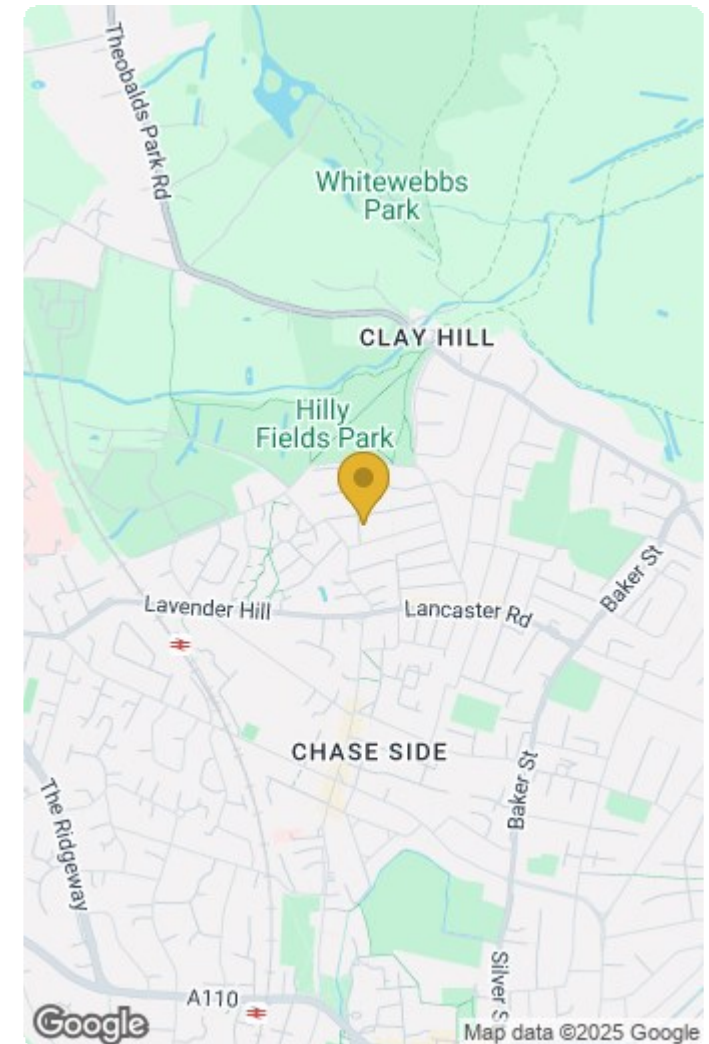 Theobalds Park Rd
Whitewebbs
Park
CLAY HILL
Hilly
Fields Park
Baker St
Lavender Hill
Lancaster Rd
CHASE SIDE
Baker St
The Ridgeway
Silver S
A110
Google
Map data ©2025 Google